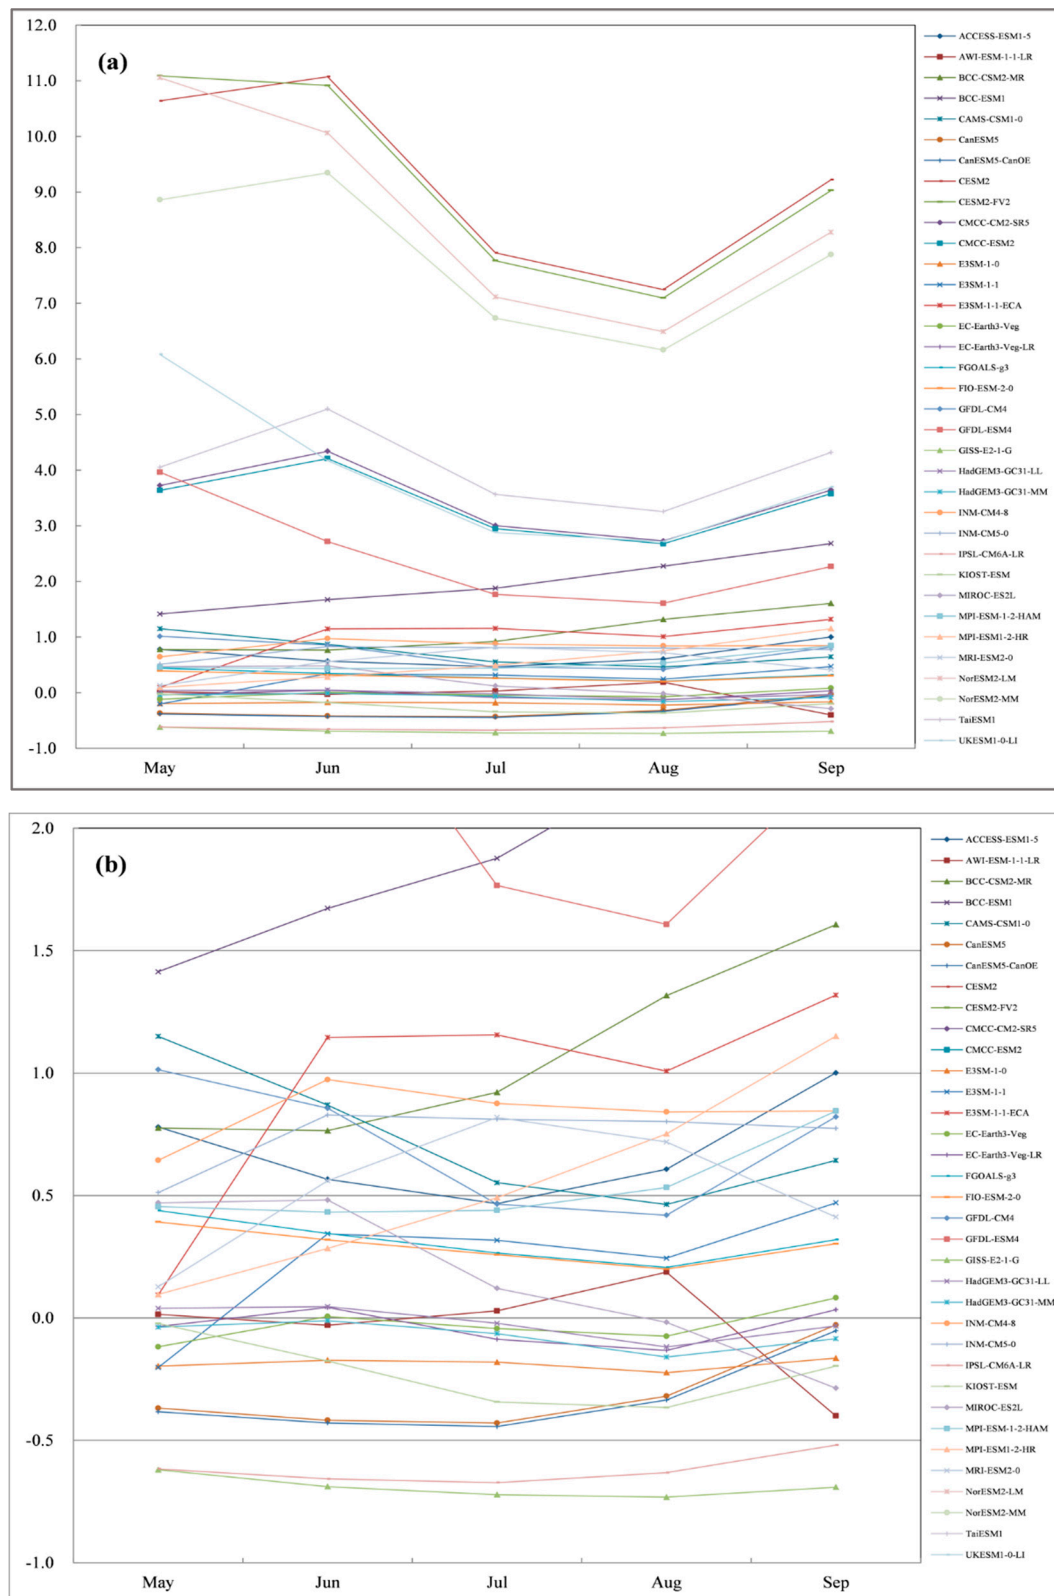 12.0
(a)
11.0
10.0
9.0
8.0
7.0
6.0
5.0
4.0
3.0
2.0
1.0
0.0
-1.0
May Jun Jul Aug Sep
ACCESS-ESM1-5
AWI-ESM-1-1-LR
BCC-CSM2-MR
BCC-ESM1
CAMS-CSM1-0
CanESM5
CanESM5-CanOE
CESM2
CESM2-FV2
CMCC-CM2-SR5
CMCC-ESM2
E3SM-1-0
E3SM-1-1
E3SM-1-1-ECA
EC-Earth3-Veg
EC-Earth3-Veg-LR
FGOALS-g3
FIO-ESM-2-0
GFDL-CM4
GFDL-ESM4
GISS-E2-1-G
HadGEM3-GC31-LL
HadGEM3-GC31-MM
INM-CM4-8
INM-CM5-0
IPSL-CM6A-LR
KIOST-ESM
MIROC-ES2L
MPI-ESM-1-2-HAM
MPI-ESM1-2-HR
MRI-ESM2-0
NorESM2-LM
NorESM2-MM
TaiESM1
UKESM1-0-LI
2.0
(b)
1.5
1.0
0.5
0.0
-0.5
-1.0
May Jun Jul Aug Sep
ACCESS-ESM1-5
AWI-ESM-1-1-LR
BCC-CSM2-MR
BCC-ESM1
CAMS-CSM1-0
CanESM5
CanESM5-CanOE
CESM2
CESM2-FV2
CMCC-CM2-SR5
CMCC-ESM2
E3SM-1-0
E3SM-1-1
E3SM-1-1-ECA
EC-Earth3-Veg
EC-Earth3-Veg-LR
FGOALS-g3
FIO-ESM-2-0
GFDL-CM4
GFDL-ESM4
GISS-E2-1-G
HadGEM3-GC31-LL
HadGEM3-GC31-MM
INM-CM4-8
INM-CM5-0
IPSL-CM6A-LR
KIOST-ESM
MIROC-ES2L
MPI-ESM-1-2-HAM
MPI-ESM1-2-HR
MRI-ESM2-0
NorESM2-LM
NorESM2-MM
TaiESM1
UKESM1-0-LI